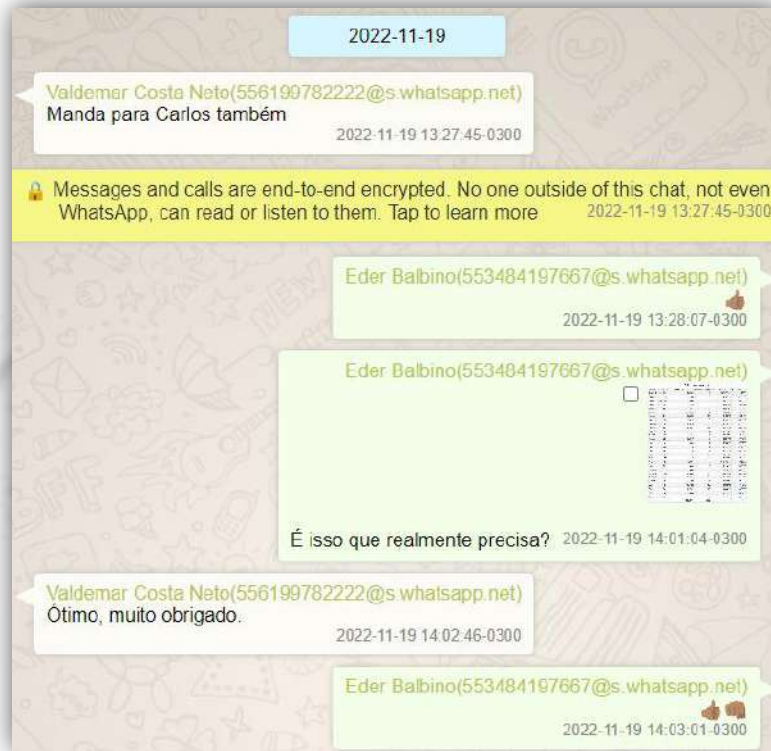 2022-11-19
Valdemar Costa Neto(556199782222@s.whatsapp.net)
Manda para Carlos também
2022-11-19 13:27:45-0300
🔒 Messages and calls are end-to-end encrypted. No one outside of this chat, not even
WhatsApp, can read or listen to them. Tap to learn more 2022-11-19 13:27:45-0300
Eder Balbino(553484197667@s.whatsapp.net)
👍🏽
2022-11-19 13:28:07-0300
Eder Balbino(553484197667@s.whatsapp.net)
É isso que realmente precisa? 2022-11-19 14:01:04-0300
Valdemar Costa Neto(556199782222@s.whatsapp.net)
Ótimo, muito obrigado.
2022-11-19 14:02:46-0300
Eder Balbino(553484197667@s.whatsapp.net)
👍🏽👊🏽
2022-11-19 14:03:01-0300